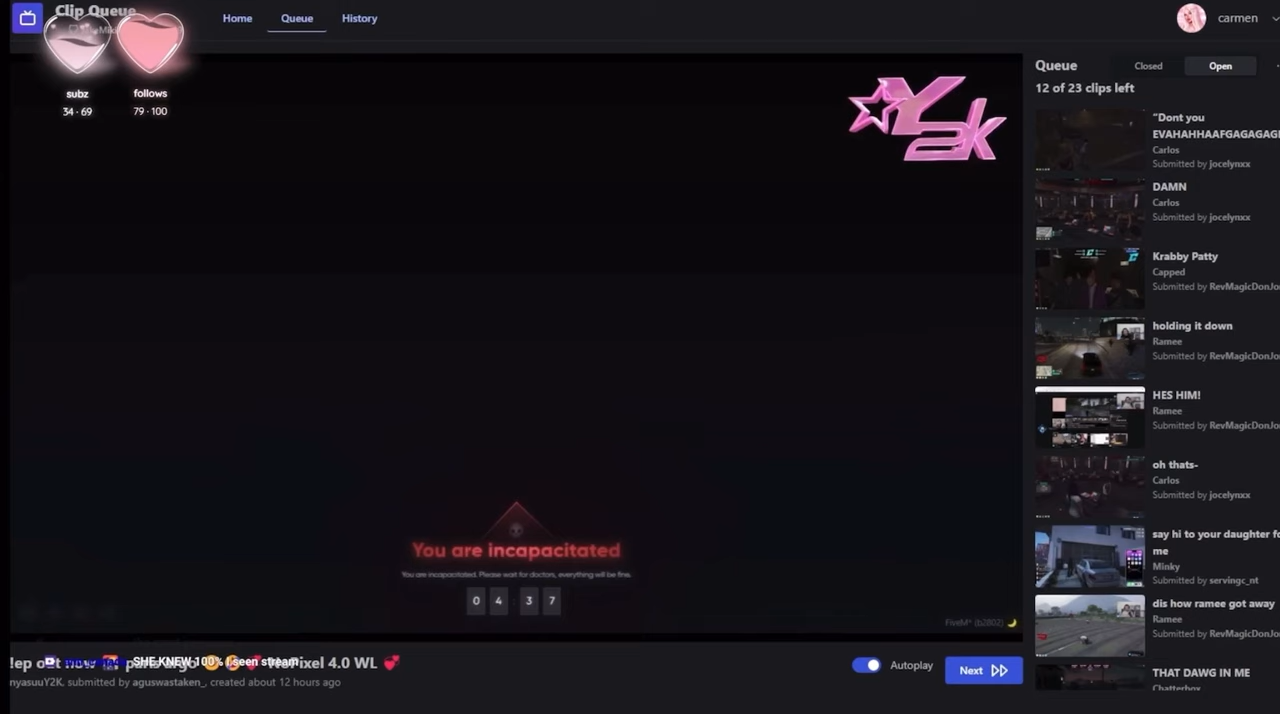 Clip Queue
Home
Queue
History
carmen
subz
34 · 69
follows
79 · 100
Y2k
Queue
Closed
Open
12 of 23 clips left
"Dont you
EVAHAHHAAFGAGAGAG
Carlos
Submitted by jocelynxx
DAMN
Carlos
Submitted by jocelynxx
Krabby Patty
Capped
Submitted by RevMagicDonJo
holding it down
Ramee
Submitted by RevMagicDonJo
HES HIM!
Ramee
Submitted by RevMagicDonJo
oh thats-
Carlos
Submitted by jocelynxx
say hi to your daughter fo
me
Minky
Submitted by servingc_nt
dis how ramee got away
Ramee
Submitted by RevMagicDonJo
THAT DAWG IN ME
Chatterbox
You are incapacitated
You are incapacitated. Please wait for doctors, everything will be fine.
0 4 : 3 7
FiveM* (b2802)
SHE KNEW 100% I seen stream
4.0 WL
nyasuuY2K, submitted by aguswastaken_, created about 12 hours ago
Autoplay
Next